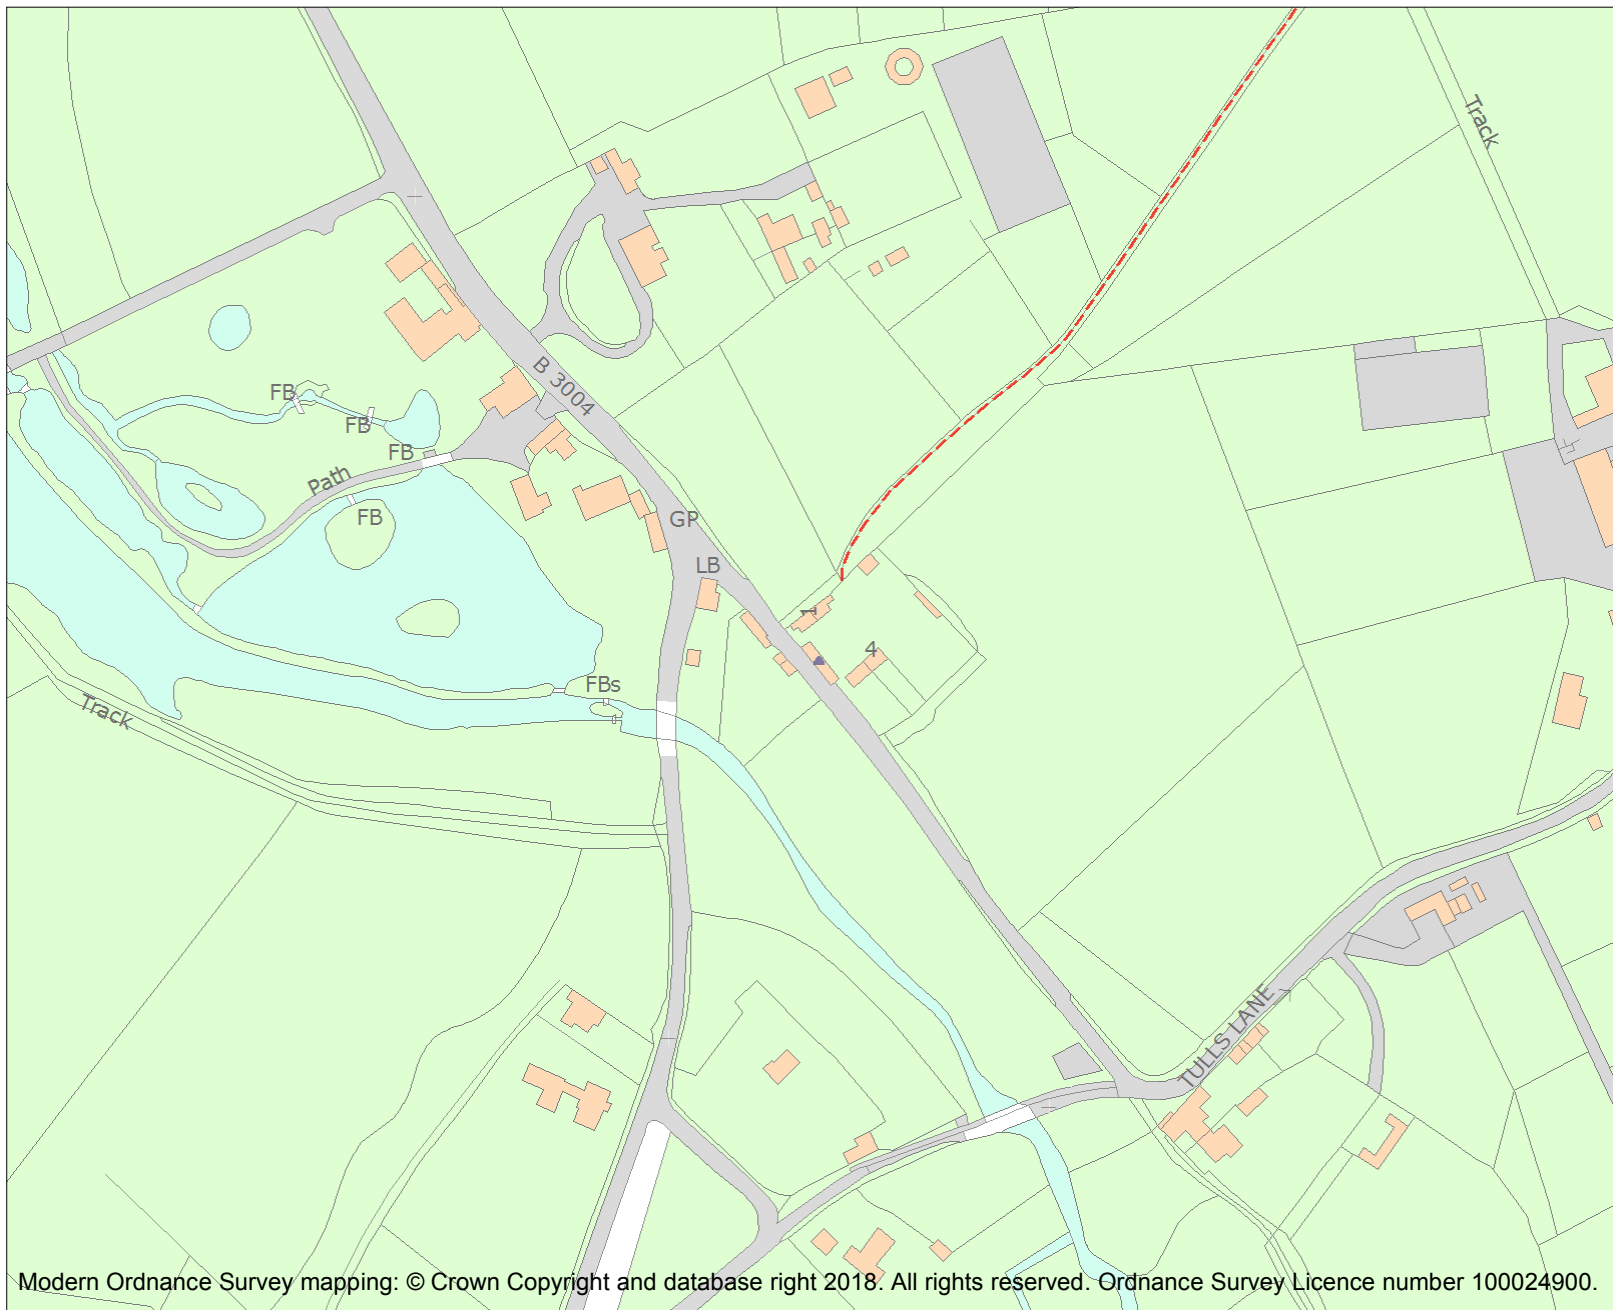 Track
B 3004
FB
FB
FB
Path
FB
GP
LB
1
4
FBs
Track
TULLS LANE
Modern Ordnance Survey mapping: © Crown Copyright and database right 2018. All rights reserved. Ordnance Survey Licence number 100024900.